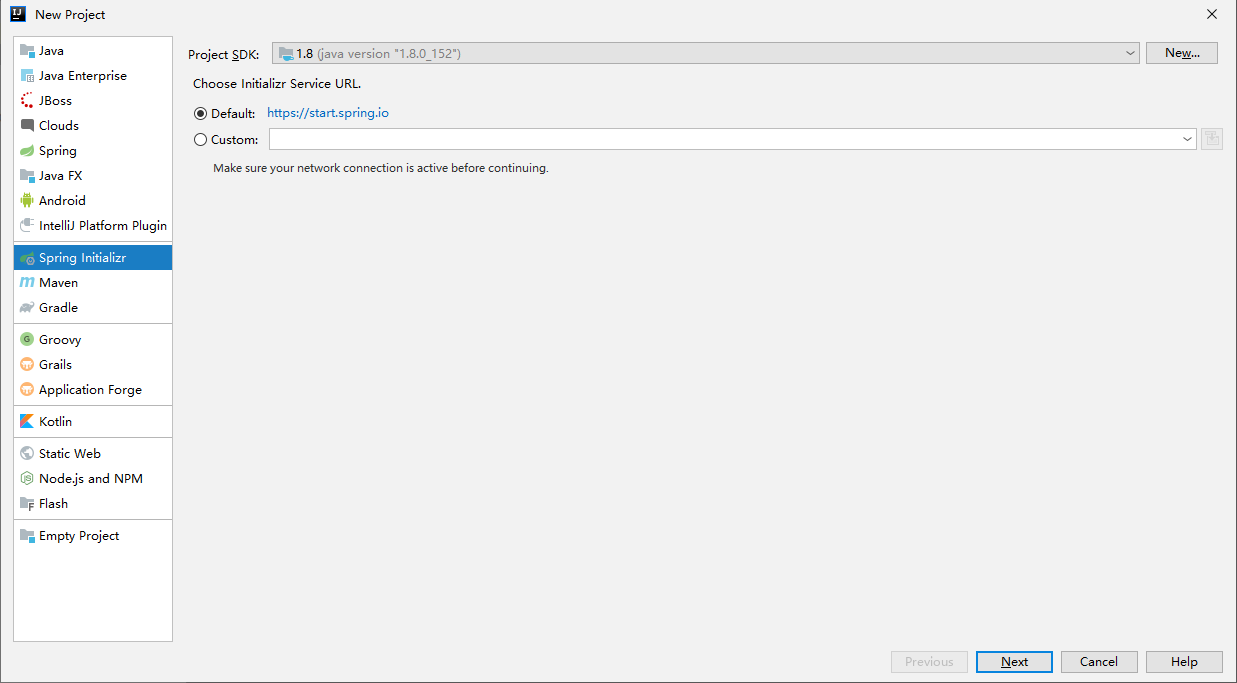 New Project
Java
Java Enterprise
JBoss
Clouds
Spring
Java FX
Android
IntelliJ Platform Plugin
Spring Initializr
Maven
Gradle
Groovy
Grails
Application Forge
Kotlin
Static Web
Node.js and NPM
Flash
Empty Project
Project SDK: 1.8 (java version "1.8.0_152") New...
Choose Initializr Service URL.
Default: https://start.spring.io
Custom:
Make sure your network connection is active before continuing.
Previous Next Cancel Help